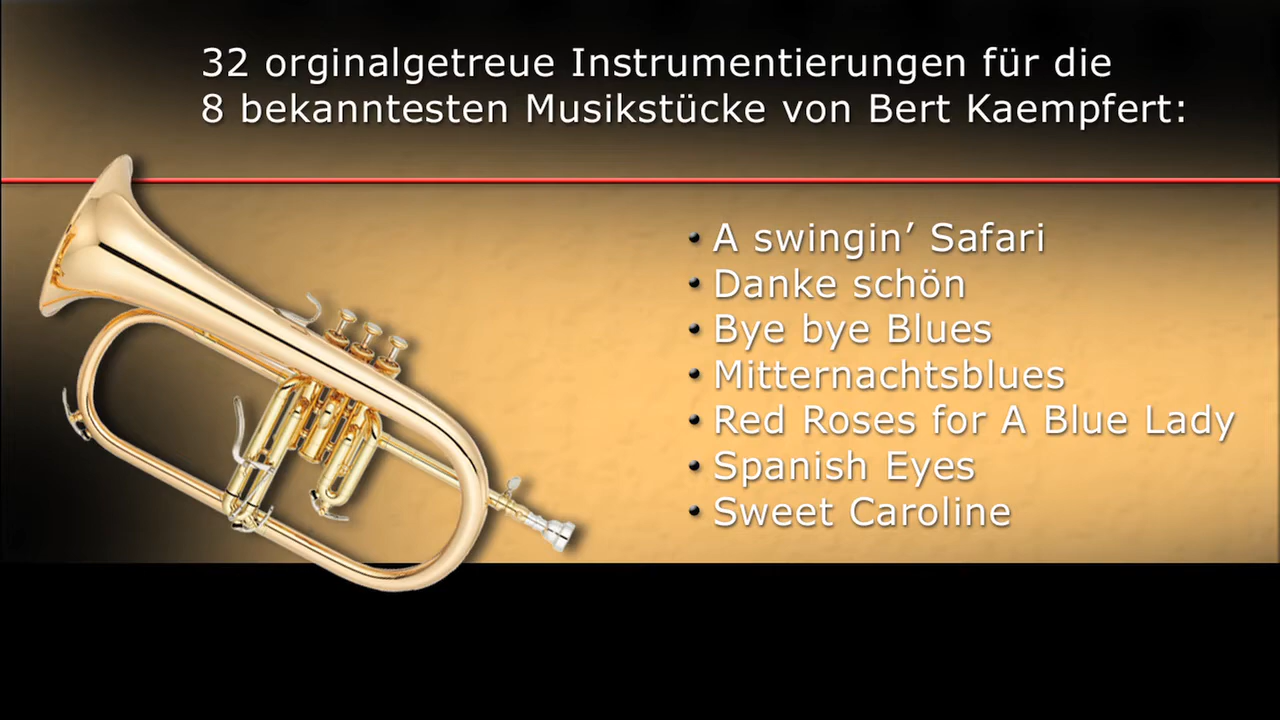 32 orginalgetreue Instrumentierungen für die
8 bekanntesten Musikstücke von Bert Kaempfert:
• A swingin’ Safari
• Danke schön
• Bye bye Blues
• Mitternachtsblues
• Red Roses for A Blue Lady
• Spanish Eyes
• Sweet Caroline